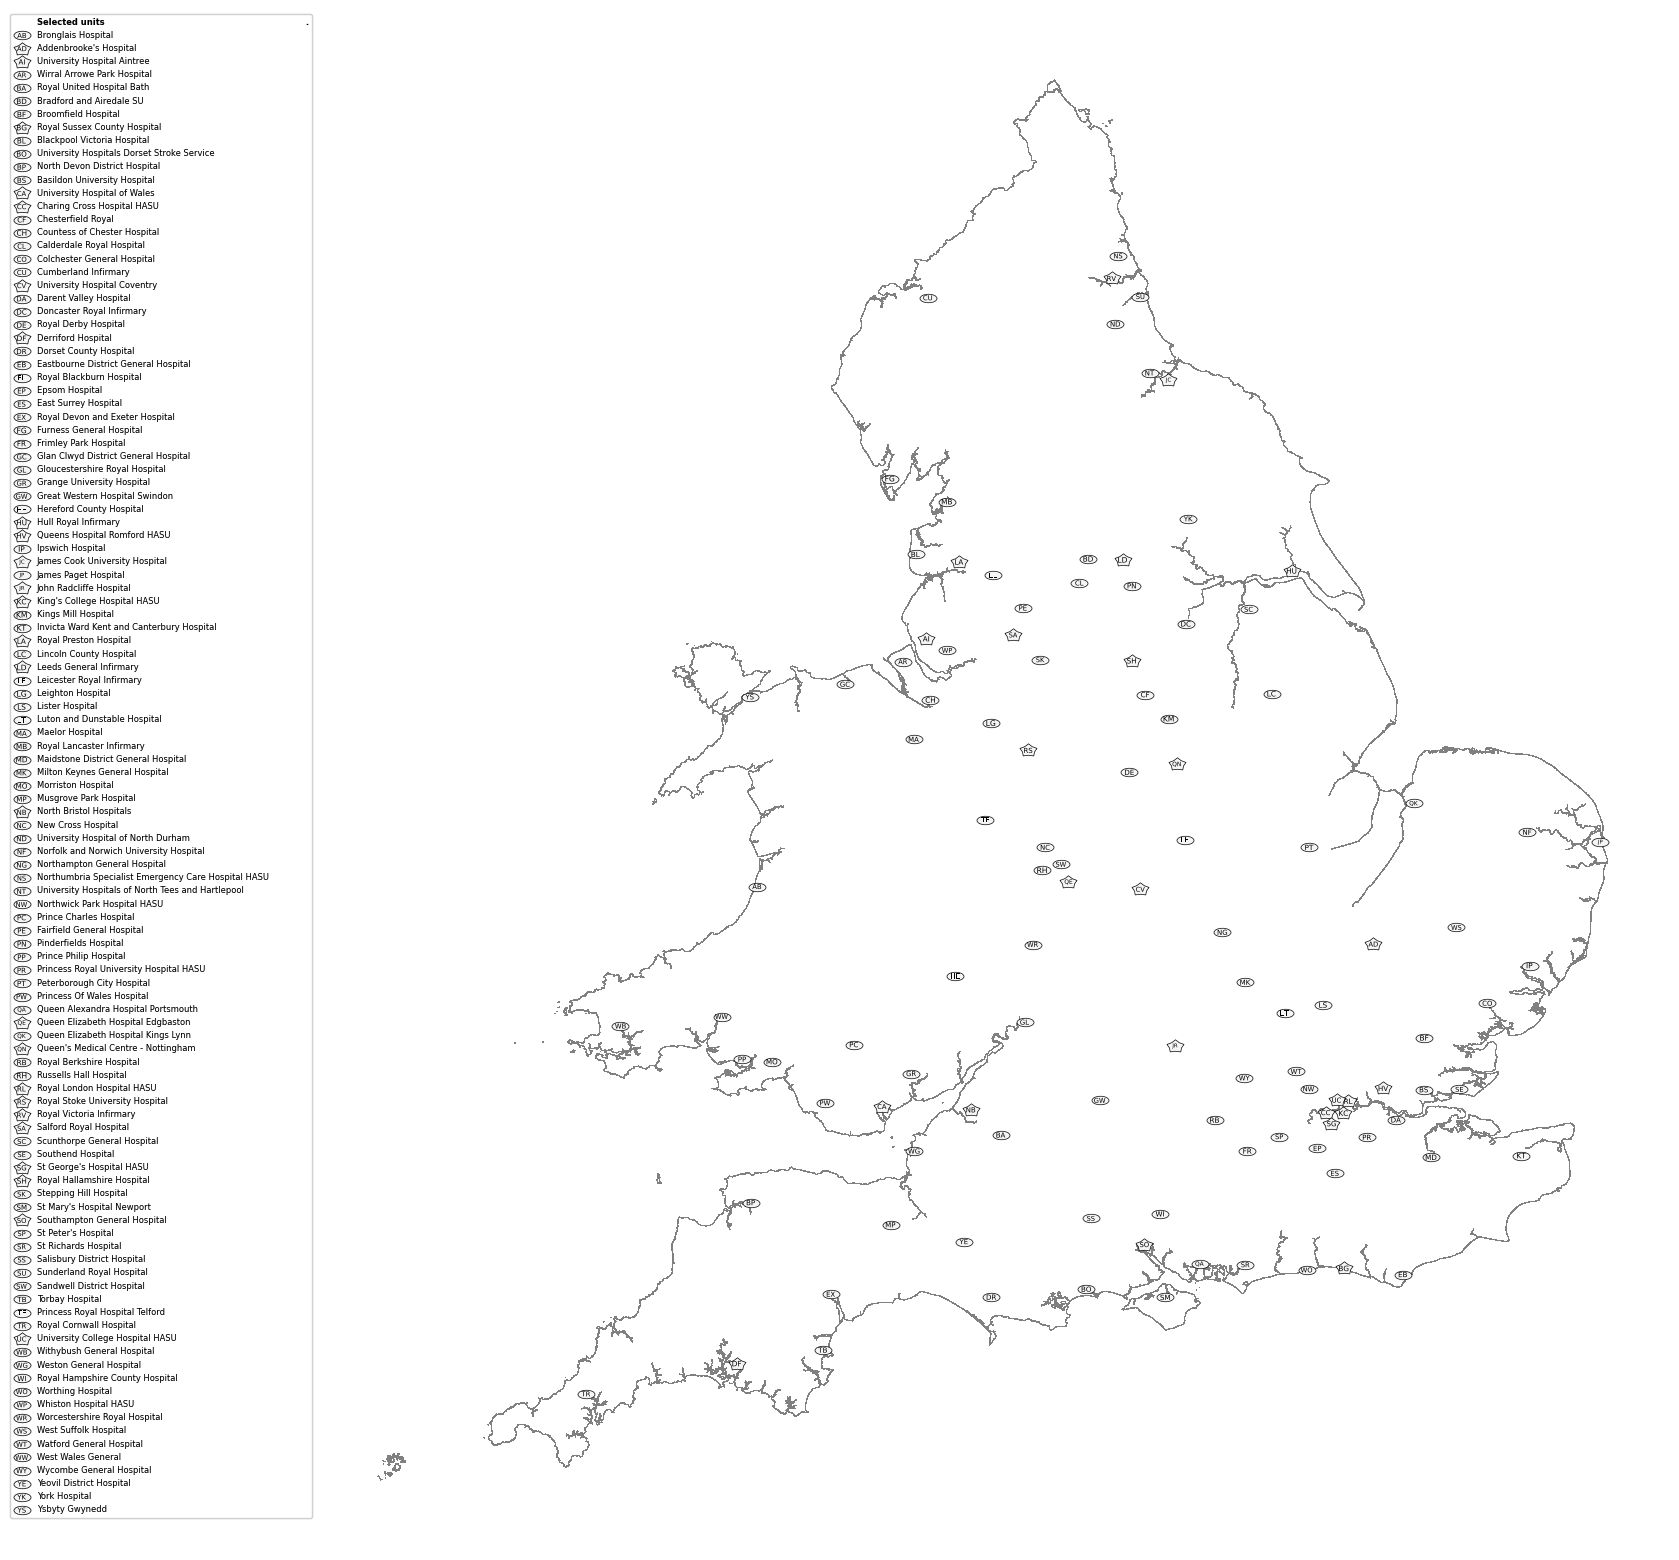 Selected units
AB Bronglais Hospital
AD Addenbrooke's Hospital
AI University Hospital Aintree
AR Wirral Arrowe Park Hospital
BA Royal United Hospital Bath
BD Bradford and Airedale SU
BF Broomfield Hospital
BG Royal Sussex County Hospital
BL Blackpool Victoria Hospital
BO University Hospitals Dorset Stroke Service
BP North Devon District Hospital
BS Basildon University Hospital
CA University Hospital of Wales
CC Charing Cross Hospital HASU
CF Chesterfield Royal
CH Countess of Chester Hospital
CL Calderdale Royal Hospital
CO Colchester General Hospital
CU Cumberland Infirmary
CV University Hospital Coventry
DA Darent Valley Hospital
DC Doncaster Royal Infirmary
DE Royal Derby Hospital
DF Derriford Hospital
DR Dorset County Hospital
EB Eastbourne District General Hospital
Royal Blackburn Hospital
EP Epsom Hospital
ES East Surrey Hospital
EX Royal Devon and Exeter Hospital
FG Furness General Hospital
FR Frimley Park Hospital
GC Glan Clwyd District General Hospital
GL Gloucestershire Royal Hospital
GR Grange University Hospital
GW Great Western Hospital Swindon
Hereford County Hospital
HU Hull Royal Infirmary
HV Queens Hospital Romford HASU
IP Ipswich Hospital
JC James Cook University Hospital
JP James Paget Hospital
JR John Radcliffe Hospital
KC King's College Hospital HASU
KM Kings Mill Hospital
KT Invicta Ward Kent and Canterbury Hospital
LA Royal Preston Hospital
LC Lincoln County Hospital
LD Leeds General Infirmary
Leicester Royal Infirmary
LG Leighton Hospital
LS Lister Hospital
LT Luton and Dunstable Hospital
MA Maelor Hospital
MB Royal Lancaster Infirmary
MD Maidstone District General Hospital
MK Milton Keynes General Hospital
MO Morriston Hospital
MP Musgrove Park Hospital
NB North Bristol Hospitals
NC New Cross Hospital
ND University Hospital of North Durham
NF Norfolk and Norwich University Hospital
NG Northampton General Hospital
NS Northumbria Specialist Emergency Care Hospital HASU
NT University Hospitals of North Tees and Hartlepool
NW Northwick Park Hospital HASU
PC Prince Charles Hospital
PE Fairfield General Hospital
PN Pinderfields Hospital
PP Prince Philip Hospital
PR Princess Royal University Hospital HASU
PT Peterborough City Hospital
PW Princess Of Wales Hospital
QA Queen Alexandra Hospital Portsmouth
QE Queen Elizabeth Hospital Edgbaston
QK Queen Elizabeth Hospital Kings Lynn
QN Queen's Medical Centre - Nottingham
RB Royal Berkshire Hospital
RH Russells Hall Hospital
RL Royal London Hospital HASU
RS Royal Stoke University Hospital
RV Royal Victoria Infirmary
SA Salford Royal Hospital
SC Scunthorpe General Hospital
SE Southend Hospital
SG St George's Hospital HASU
SH Royal Hallamshire Hospital
SK Stepping Hill Hospital
SM St Mary's Hospital Newport
SO Southampton General Hospital
SP St Peter's Hospital
SR St Richards Hospital
SS Salisbury District Hospital
SU Sunderland Royal Hospital
SW Sandwell District Hospital
TB Torbay Hospital
Princess Royal Hospital Telford
TR Royal Cornwall Hospital
UC University College Hospital HASU
WB Withybush General Hospital
WG Weston General Hospital
WI Royal Hampshire County Hospital
WO Worthing Hospital
WP Whiston Hospital HASU
WR Worcestershire Royal Hospital
WS West Suffolk Hospital
WT Watford General Hospital
WW West Wales General
WY Wycombe General Hospital
YE Yeovil District Hospital
YK York Hospital
YS Ysbyty Gwynedd
NS
RV
CU
SU
ND
NT
JC
FG
MB
YK
BL
LA
BD
LD
HU
CL
PN
PE
SC
DC
AI
SA
WP
AR
SK
SH
GC
YS
CH
CF
LC
LG
KM
MA
RS
QN
DE
QK
NF
JP
NC
PT
SW
RH
QE
AB
CV
WS
NG
WR
AD
IP
MK
CO
LS
LT
WW
GL
WB
BF
PC
JR
PP
MO
WT
GR
WY
NW
HV
BS
SE
GW
UC
RL
PW
CA
NB
CC
KC
RB
DA
SG
BA
SP
PR
EP
WG
FR
KT
MD
ES
BP
WI
SS
MP
YE
SO
QA
SR
BG
WO
EB
BO
EX
DR
SM
TB
DF
TR